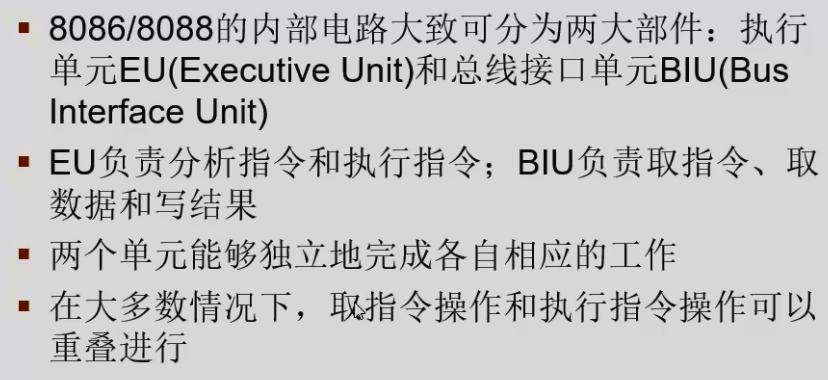 ▪ 8086/8088的内部电路大致可分为两大部件：执行
单元EU(Executive Unit)和总线接口单元BIU(Bus
Interface Unit)
▪ EU负责分析指令和执行指令；BIU负责取指令、取
数据和写结果
▪ 两个单元能够独立地完成各自相应的工作
▪ 在大多数情况下，取指令操作和执行指令操作可以
重叠进行